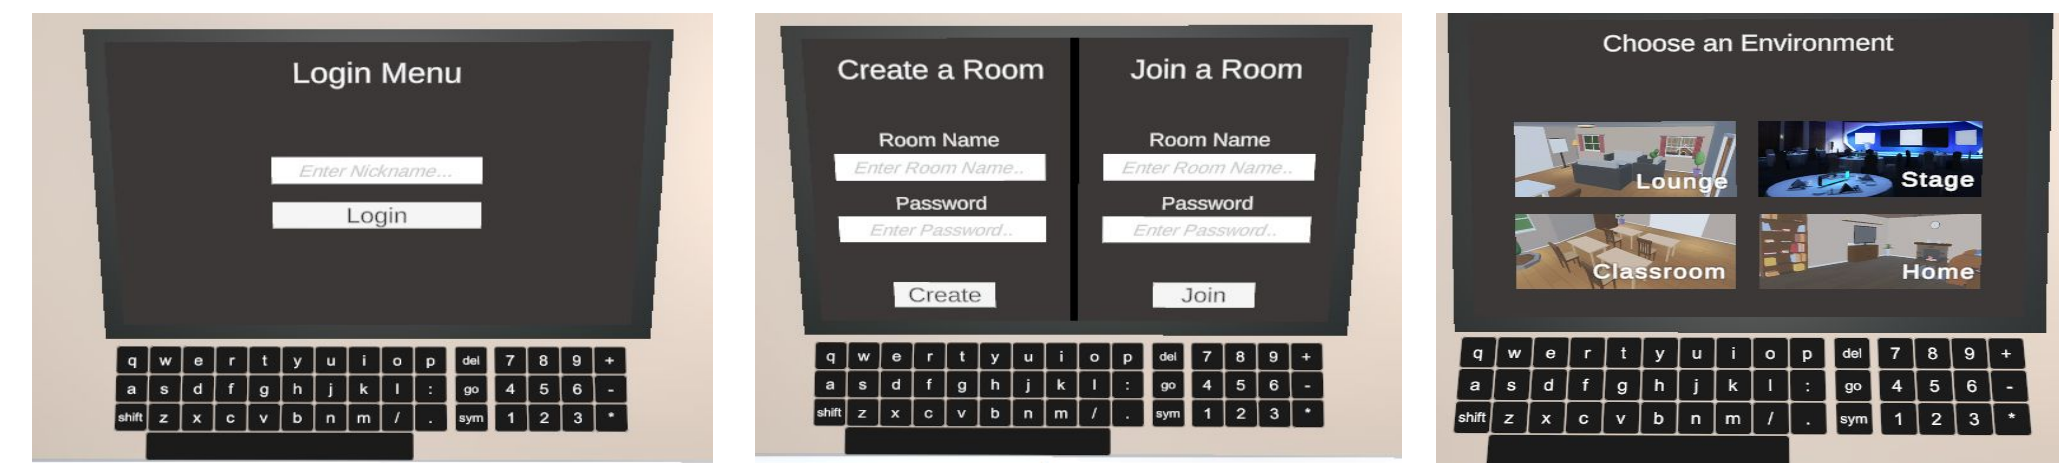 Login Menu
Enter Nickname...
Login
q w e r t y u i o p del 7 8 9 +
a s d f g h j k l : go 4 5 6 -
shift z x c v b n m / . sym 1 2 3 *
Create a Room
Room Name
Enter Room Name..
Password
Enter Password..
Create
Join a Room
Room Name
Enter Room Name..
Password
Enter Password..
Join
q w e r t y u i o p del 7 8 9 +
a s d f g h j k l : go 4 5 6 -
shift z x c v b n m / . sym 1 2 3 *
Choose an Environment
Lounge
Stage
Classroom
Home
q w e r t y u i o p del 7 8 9 +
a s d f g h j k l : go 4 5 6 -
shift z x c v b n m / . sym 1 2 3 *